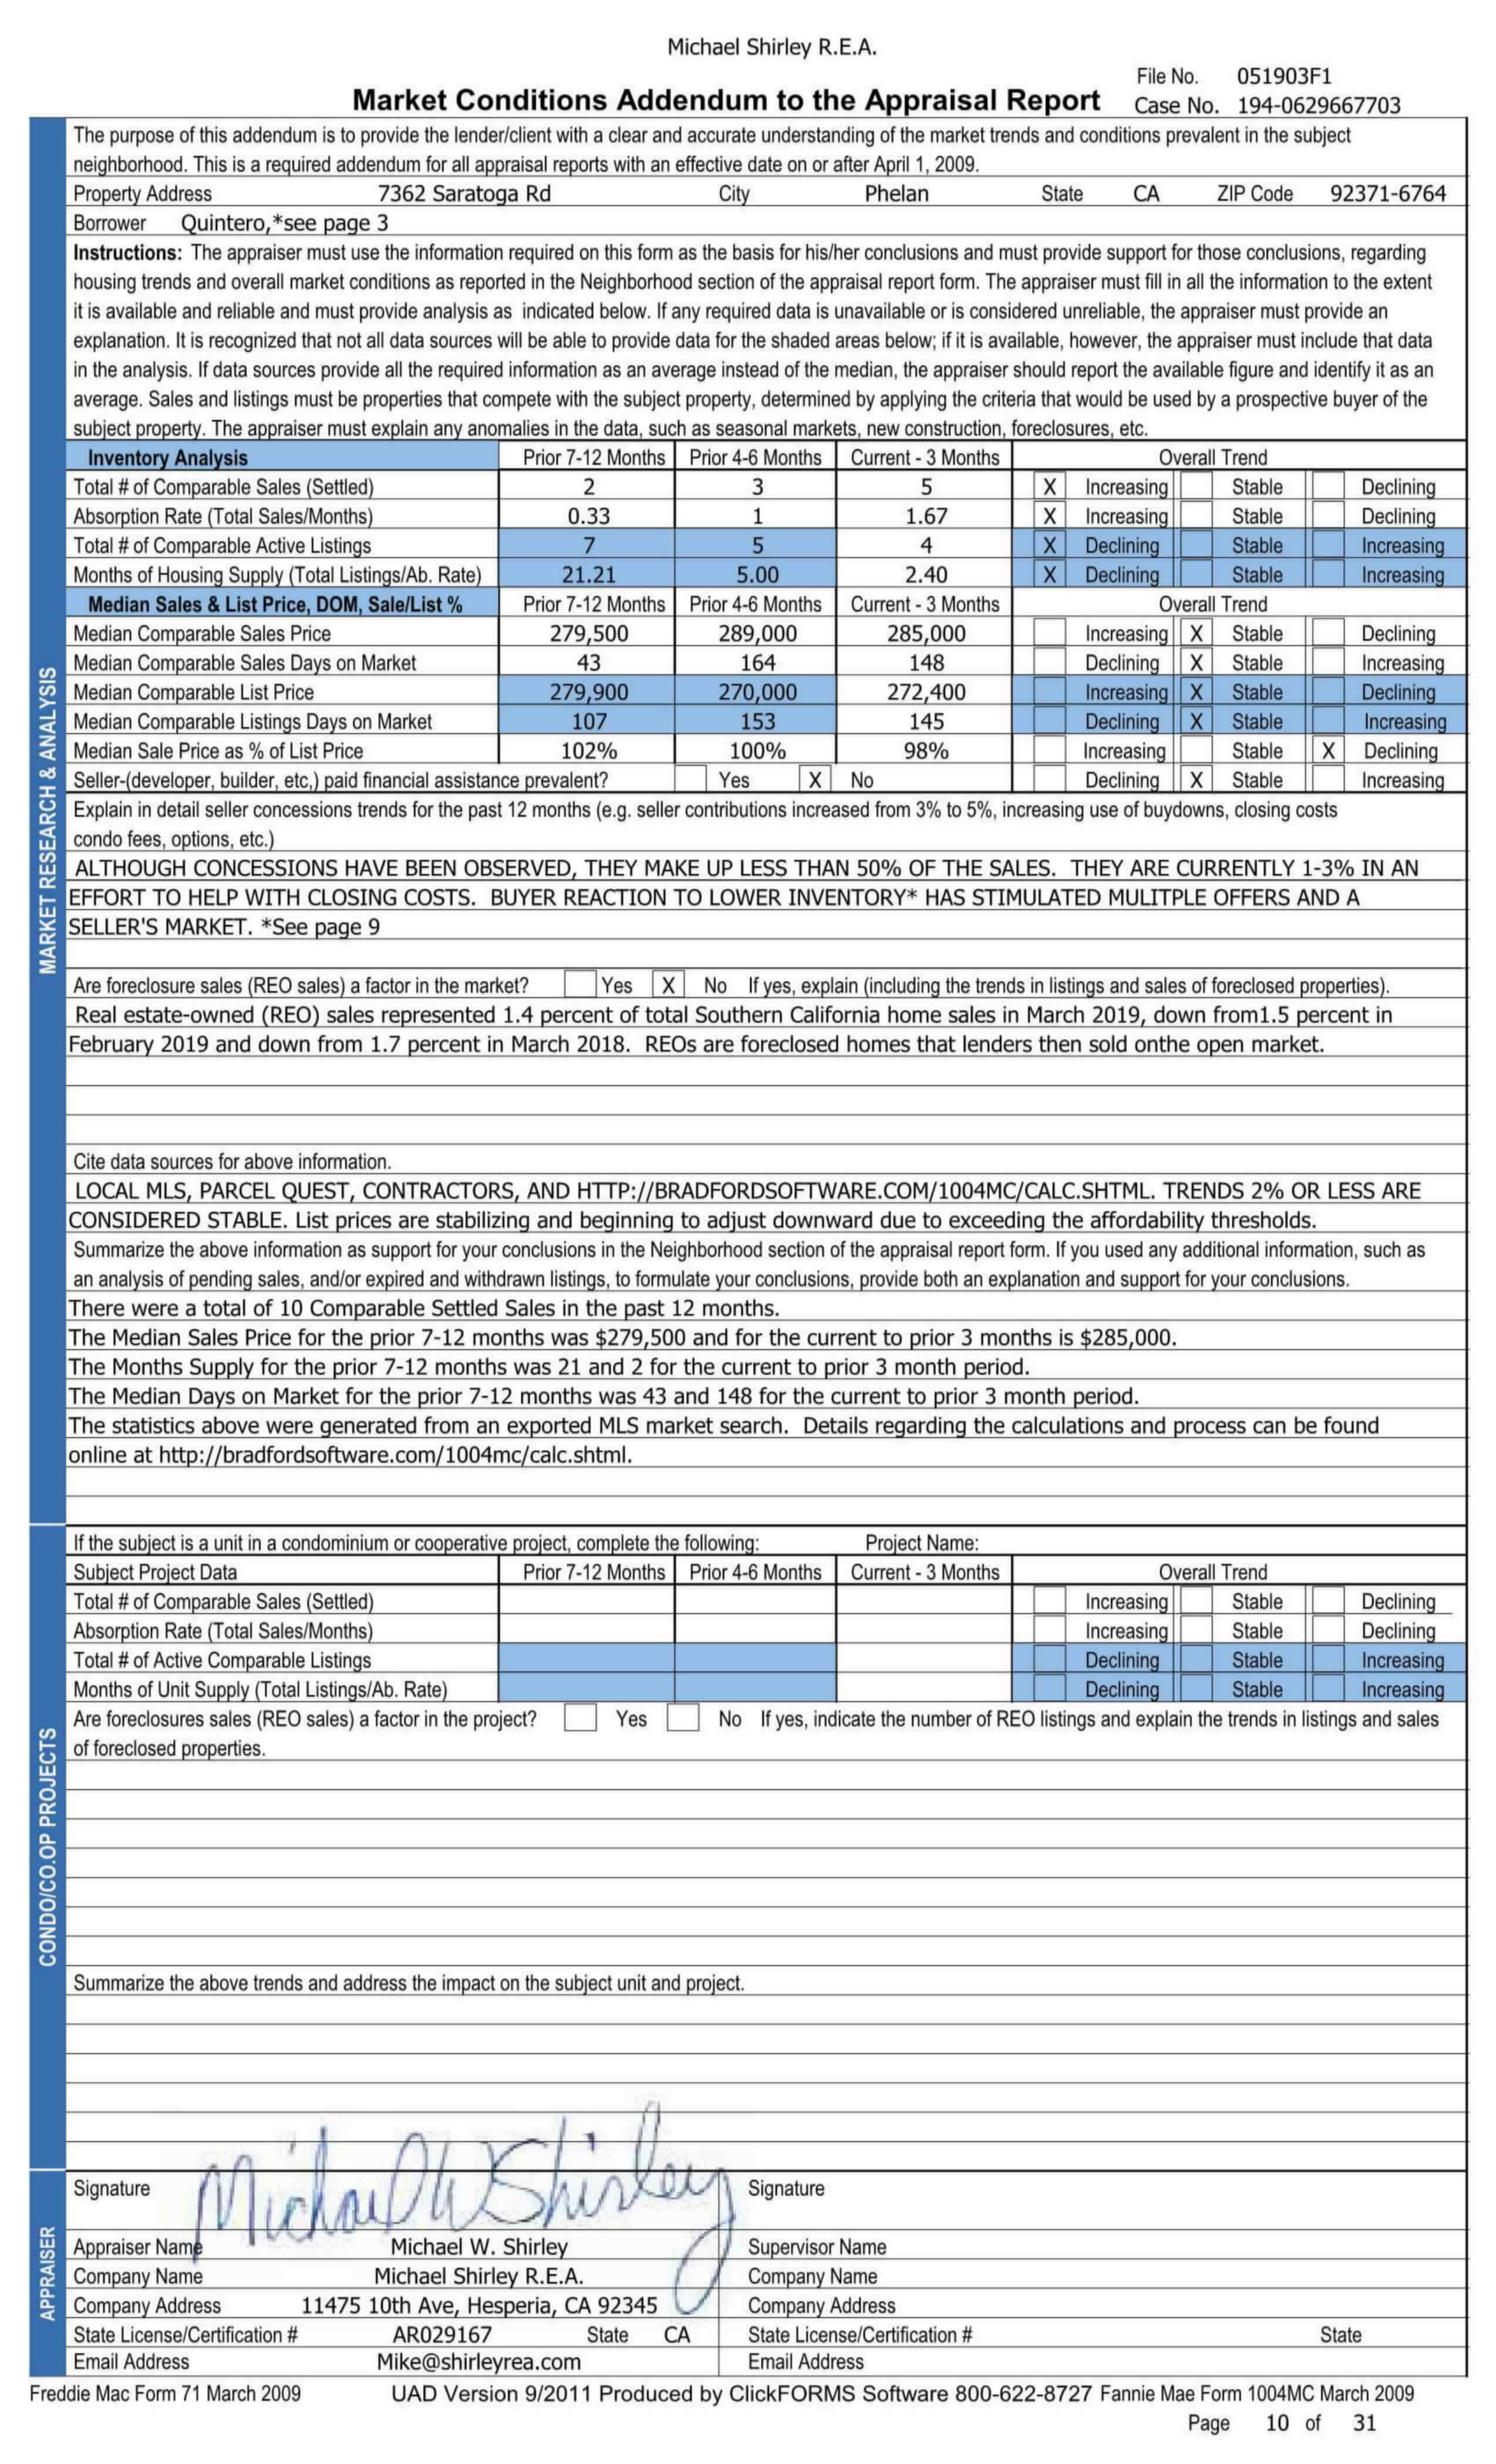 Michael Shirley R.E.A.
File No. 051903F1
Market Conditions Addendum to the Appraisal Report Case No. 194-0629667703
The purpose of this addendum is to provide the lender/client with a clear and accurate understanding of the market trends and conditions prevalent in the subject
neighborhood. This is a required addendum for all appraisal reports with an effective date on or after April 1, 2009.
Property Address 7362 Saratoga Rd City Phelan State CA ZIP Code 92371-6764
Borrower Quintero,*see page 3
Instructions: The appraiser must use the information required on this form as the basis for his/her conclusions and must provide support for those conclusions, regarding
housing trends and overall market conditions as reported in the Neighborhood section of the appraisal report form. The appraiser must fill in all the information to the extent
it is available and reliable and must provide analysis as indicated below. If any required data is unavailable or is considered unreliable, the appraiser must provide an
explanation. It is recognized that not all data sources will be able to provide data for the shaded areas below; if it is available, however, the appraiser must include that data
in the analysis. If data sources provide all the required information as an average instead of the median, the appraiser should report the available figure and identify it as an
average. Sales and listings must be properties that compete with the subject property, determined by applying the criteria that would be used by a prospective buyer of the
subject property. The appraiser must explain any anomalies in the data, such as seasonal markets, new construction, foreclosures, etc.
Inventory Analysis Prior 7-12 Months Prior 4-6 Months Current - 3 Months Overall Trend
Total # of Comparable Sales (Settled) 2 3 5 X Increasing Stable Declining
Absorption Rate (Total Sales/Months) 0.33 1 1.67 X Increasing Stable Declining
Total # of Comparable Active Listings 7 5 4 X Declining Stable Increasing
Months of Housing Supply (Total Listings/Ab. Rate) 21.21 5.00 2.40 X Declining Stable Increasing
Median Sales & List Price, DOM, Sale/List % Prior 7-12 Months Prior 4-6 Months Current - 3 Months Overall Trend
Median Comparable Sales Price 279,500 289,000 285,000 Increasing X Stable Declining
Median Comparable Sales Days on Market 43 164 148 Declining X Stable Increasing
Median Comparable List Price 279,900 270,000 272,400 Increasing X Stable Declining
Median Comparable Listings Days on Market 107 153 145 Declining X Stable Increasing
Median Sale Price as % of List Price 102% 100% 98% Increasing Stable X Declining
Seller-(developer, builder, etc,) paid financial assistance prevalent? Yes X No Declining X Stable Increasing
Explain in detail seller concessions trends for the past 12 months (e.g. seller contributions increased from 3% to 5%, increasing use of buydowns, closing costs
condo fees, options, etc.)
ALTHOUGH CONCESSIONS HAVE BEEN OBSERVED, THEY MAKE UP LESS THAN 50% OF THE SALES. THEY ARE CURRENTLY 1-3% IN AN
EFFORT TO HELP WITH CLOSING COSTS. BUYER REACTION TO LOWER INVENTORY* HAS STIMULATED MULITPLE OFFERS AND A
SELLER'S MARKET. *See page 9
Are foreclosure sales (REO sales) a factor in the market? Yes X No If yes, explain (including the trends in listings and sales of foreclosed properties).
Real estate-owned (REO) sales represented 1.4 percent of total Southern California home sales in March 2019, down from1.5 percent in
February 2019 and down from 1.7 percent in March 2018. REOs are foreclosed homes that lenders then sold onthe open market.
Cite data sources for above information.
LOCAL MLS, PARCEL QUEST, CONTRACTORS, AND HTTP://BRADFORDSOFTWARE.COM/1004MC/CALC.SHTML. TRENDS 2% OR LESS ARE
CONSIDERED STABLE. List prices are stabilizing and beginning to adjust downward due to exceeding the affordability thresholds.
Summarize the above information as support for your conclusions in the Neighborhood section of the appraisal report form. If you used any additional information, such as
an analysis of pending sales, and/or expired and withdrawn listings, to formulate your conclusions, provide both an explanation and support for your conclusions.
There were a total of 10 Comparable Settled Sales in the past 12 months.
The Median Sales Price for the prior 7-12 months was $279,500 and for the current to prior 3 months is $285,000.
The Months Supply for the prior 7-12 months was 21 and 2 for the current to prior 3 month period.
The Median Days on Market for the prior 7-12 months was 43 and 148 for the current to prior 3 month period.
The statistics above were generated from an exported MLS market search. Details regarding the calculations and process can be found
online at http://bradfordsoftware.com/1004mc/calc.shtml.
MARKET RESEARCH & ANALYSIS
If the subject is a unit in a condominium or cooperative project, complete the following: Project Name:
Subject Project Data Prior 7-12 Months Prior 4-6 Months Current - 3 Months Overall Trend
Total # of Comparable Sales (Settled) Increasing Stable Declining
Absorption Rate (Total Sales/Months) Increasing Stable Declining
Total # of Active Comparable Listings Declining Stable Increasing
Months of Unit Supply (Total Listings/Ab. Rate) Declining Stable Increasing
Are foreclosures sales (REO sales) a factor in the project? Yes No If yes, indicate the number of REO listings and explain the trends in listings and sales
of foreclosed properties.
CONDO/CO.OP PROJECTS
Summarize the above trends and address the impact on the subject unit and project.
Signature Michael W Shirley Signature
Appraiser Name Michael W. Shirley Supervisor Name
Company Name Michael Shirley R.E.A. Company Name
Company Address 11475 10th Ave, Hesperia, CA 92345 Company Address
State License/Certification # AR029167 State CA State License/Certification # State
Email Address Mike@shirleyrea.com Email Address
APPRAISER
Freddie Mac Form 71 March 2009 UAD Version 9/2011 Produced by ClickFORMS Software 800-622-8727 Fannie Mae Form 1004MC March 2009
Page 10 of 31